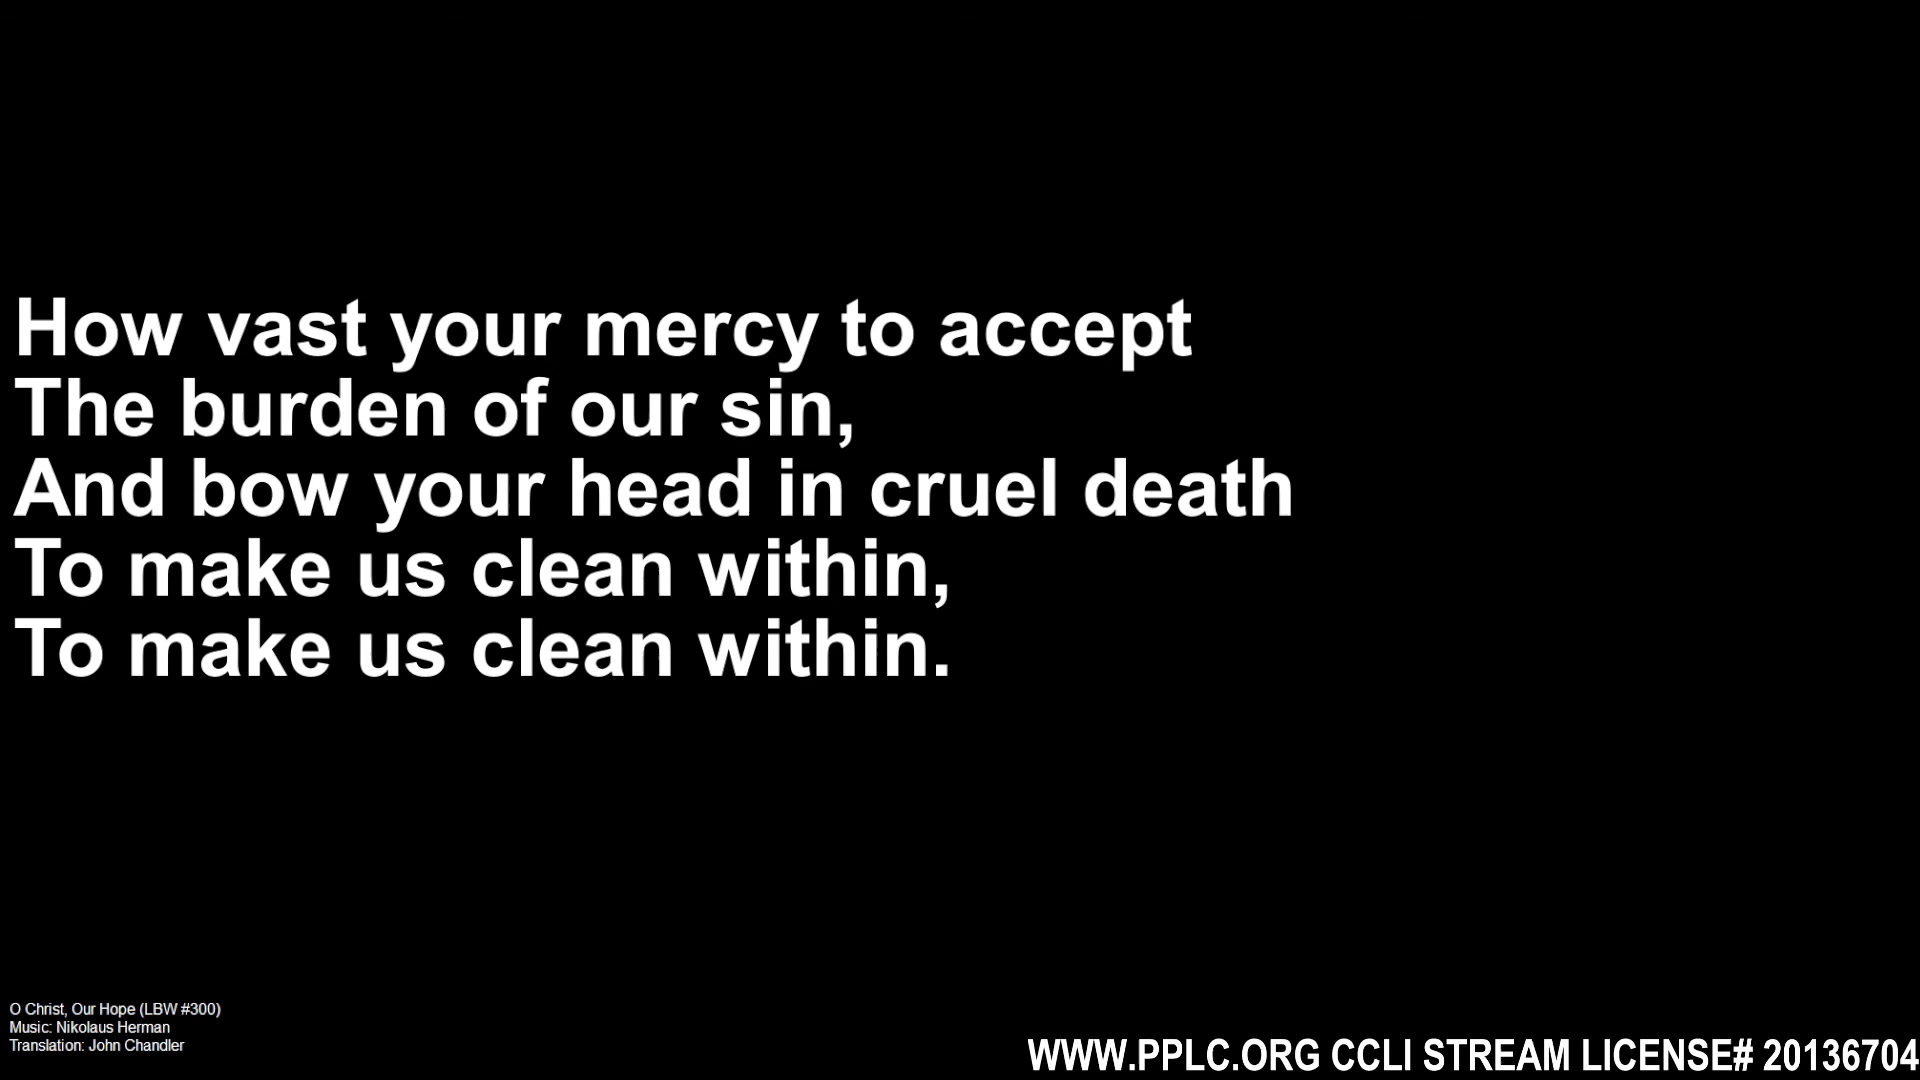 How vast your mercy to accept
The burden of our sin,
And bow your head in cruel death
To make us clean within,
To make us clean within.
O Christ, Our Hope (LBW #300)
Music: Nikolaus Herman
Translation: John Chandler
WWW.PPLC.ORG CCLI STREAM LICENSE# 20136704